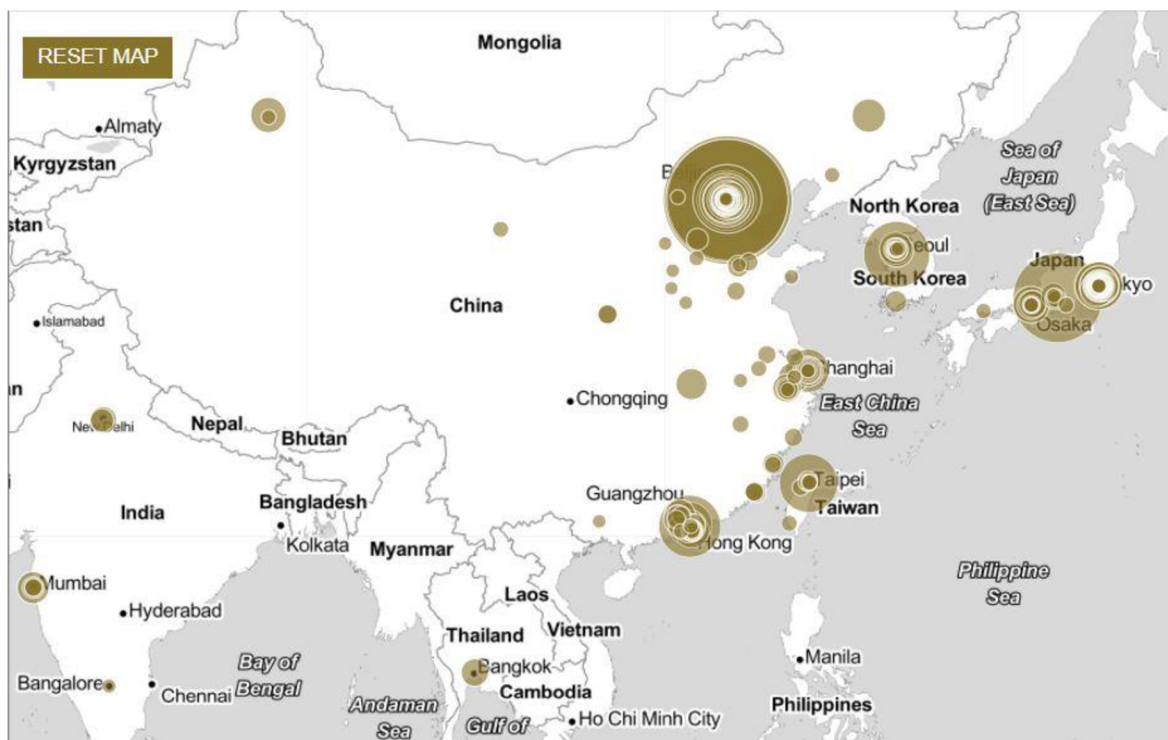 Mongolia
RESET MAP
Almaty
Kyrgyzstan
Sea of
Japan
(East Sea)
North Korea
stan
Seoul
Japan
South Korea
kyo
China
Islamabad
Osaka
an
Shanghai
Chongqing
East China
Sea
New Delhi
Nepal
Bhutan
Taipei
Guangzhou
Bangladesh
Taiwan
India
Kolkata
Myanmar
Hong Kong
Philippine
Sea
Mumbai
Laos
Hyderabad
Thailand
Vietnam
Bangkok
Manila
Bay of
Bengal
Bangalore
Chennai
Cambodia
Andaman
Sea
Philippines
Gulf of
Ho Chi Minh City